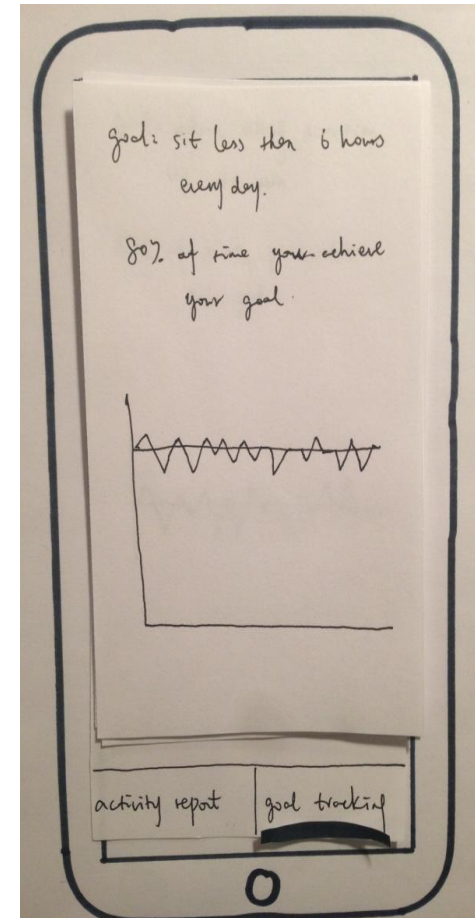 goal: sit less then 6 hours
every day.
80% of time you achieve
your goal.
activity report
goal tracking